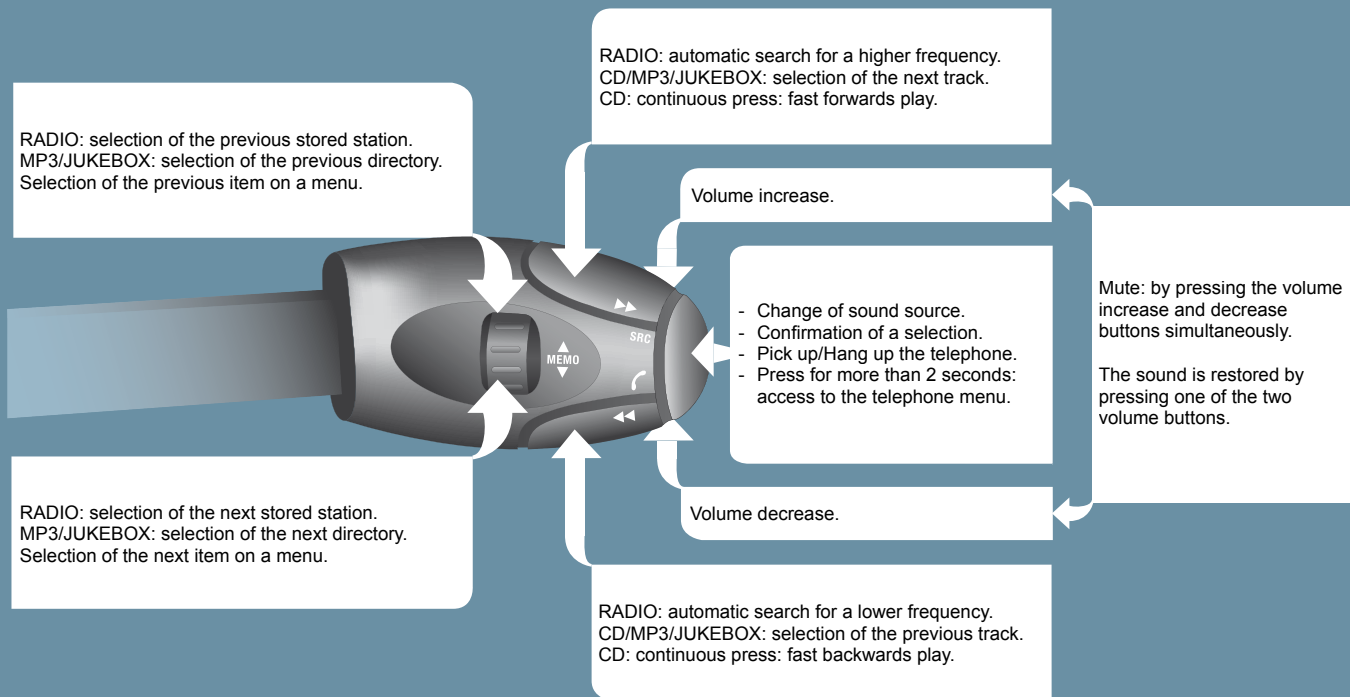 RADIO: automatic search for a higher frequency.
CD/MP3/JUKEBOX: selection of the next track.
CD: continuous press: fast forwards play.
RADIO: selection of the previous stored station.
MP3/JUKEBOX: selection of the previous directory.
Selection of the previous item on a menu.
Volume increase.
- Change of sound source.
- Confirmation of a selection.
- Pick up/Hang up the telephone.
- Press for more than 2 seconds:
access to the telephone menu.
Mute: by pressing the volume
increase and decrease
buttons simultaneously.
The sound is restored by
pressing one of the two
volume buttons.
SRC
MEMO
RADIO: selection of the next stored station.
MP3/JUKEBOX: selection of the next directory.
Selection of the next item on a menu.
Volume decrease.
RADIO: automatic search for a lower frequency.
CD/MP3/JUKEBOX: selection of the previous track.
CD: continuous press: fast backwards play.